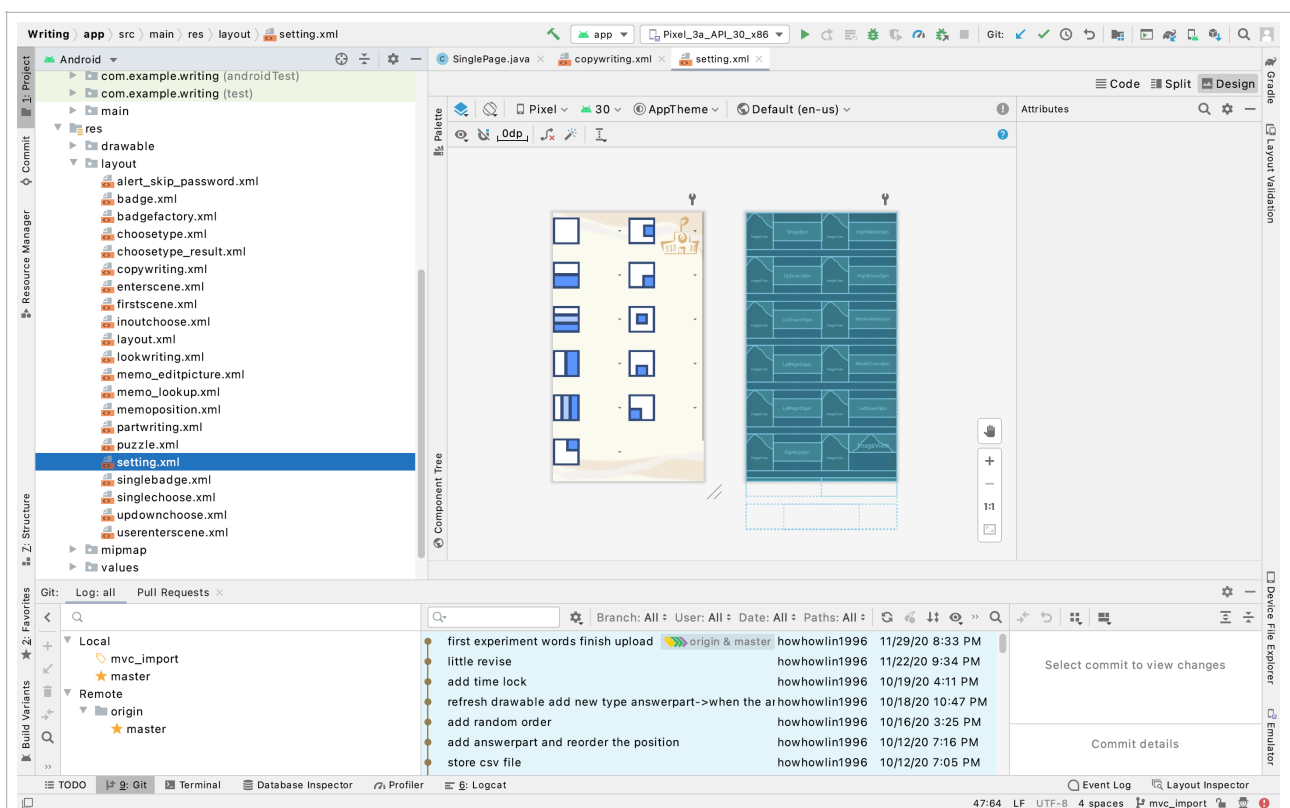 Writing app src main res layout setting.xml
app Pixel_3a_API_30_x86 Git:
Android
SinglePage.java copywriting.xml setting.xml
com.example.writing (androidTest)
com.example.writing (test)
main
res
drawable
layout
alert_skip_password.xml
badge.xml
badgefactory.xml
choosetype.xml
choosetype_result.xml
copywriting.xml
enterscene.xml
firstscene.xml
inoutchoose.xml
layout.xml
lookwriting.xml
memo_editpicture.xml
memo_lookup.xml
memoposition.xml
partwriting.xml
puzzle.xml
setting.xml
singlebadge.xml
singlechoose.xml
updownchoose.xml
userenterscene.xml
mipmap
values
1: Project
Commit
Resource Manager
Z: Structure
2: Favorites
Build Variants
Code Split Design
Palette
Component Tree
Pixel 30 AppTheme Default (en-us)
0dp
ImageView
1:1
Attributes
Gradle
Layout Validation
Device File Explorer
Emulator
Git: Log: all Pull Requests
Local
mvc_import
master
Remote
origin
master
Branch: All User: All Date: All Paths: All
first experiment words finish upload origin & master howhowlin1996 11/29/20 8:33 PM
little revise howhowlin1996 11/22/20 9:34 PM
add time lock howhowlin1996 10/19/20 4:11 PM
refresh drawable add new type answerpart->when the ar howhowlin1996 10/18/20 10:47 PM
add random order howhowlin1996 10/16/20 3:25 PM
add answerpart and reorder the position howhowlin1996 10/12/20 7:16 PM
store csv file howhowlin1996 10/12/20 7:05 PM
Select commit to view changes
Commit details
TODO 9: Git Terminal Database Inspector Profiler 6: Logcat Event Log Layout Inspector
47:64 LF UTF-8 4 spaces mvc_import